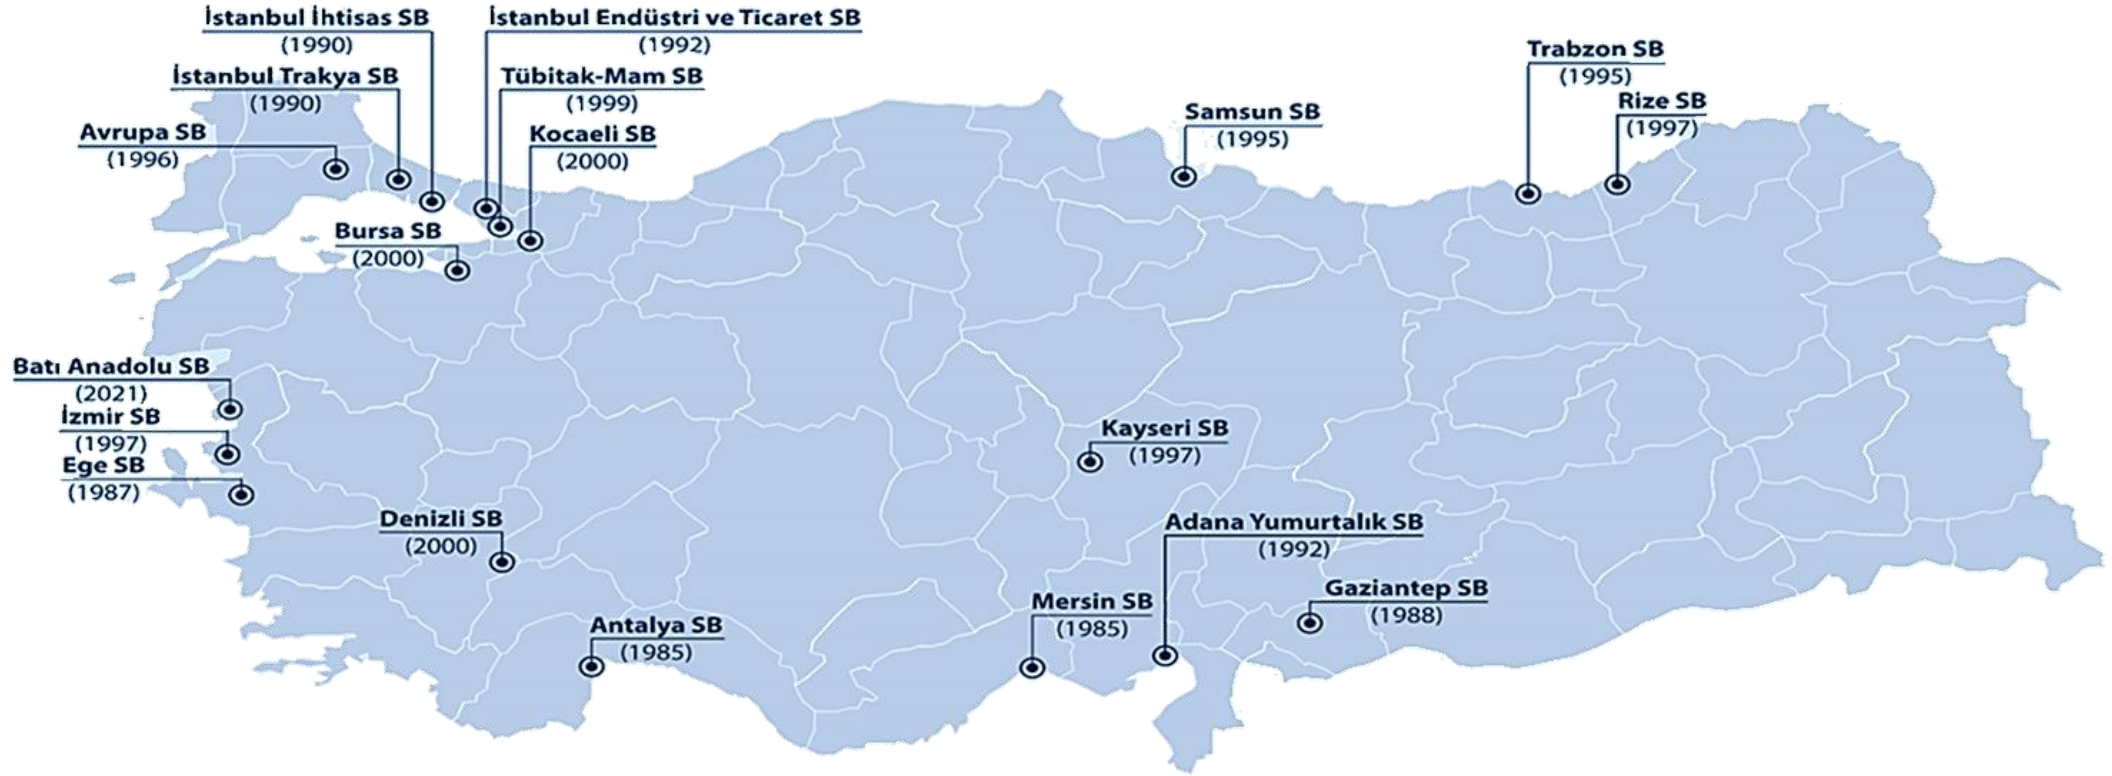 İstanbul İhtisas SB
(1990)
İstanbul Endüstri ve Ticaret SB
(1992)
İstanbul Trakya SB
(1990)
Tübitak-Mam SB
(1999)
Avrupa SB
(1996)
Kocaeli SB
(2000)
Trabzon SB
(1995)
Rize SB
(1997)
Samsun SB
(1995)
Bursa SB
(2000)
Batı Anadolu SB
(2021)
İzmir SB
(1997)
Ege SB
(1987)
Kayseri SB
(1997)
Denizli SB
(2000)
Adana Yumurtalık SB
(1992)
Gaziantep SB
(1988)
Mersin SB
(1985)
Antalya SB
(1985)